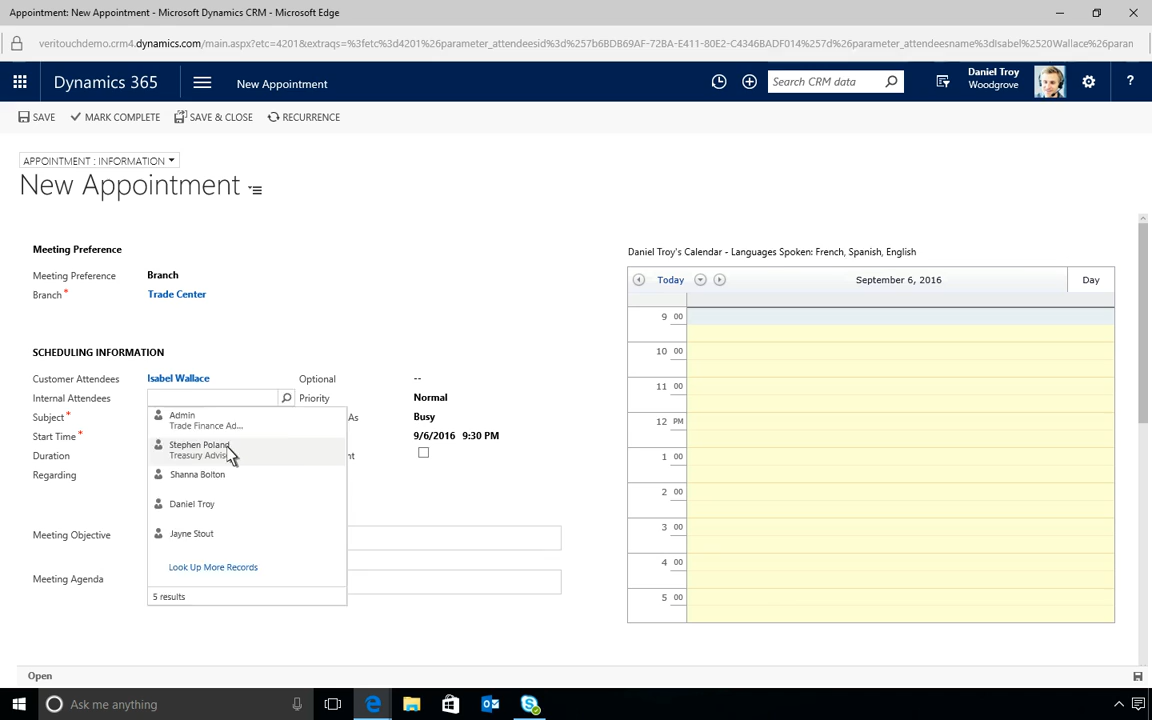 Appointment: New Appointment - Microsoft Dynamics CRM - Microsoft Edge
veritouchdemo.crm4.dynamics.com/main.aspx?etc=4201&extraqs=%3fetc%3d4201%26parameter_attendeesid%3d%257b6BDB69AF-72BA-E411-80E2-C4346BADF014%257d%26parameter_attendeesname%3dIsabel%2520Wallace%26param
Dynamics 365
New Appointment
Search CRM data
Daniel Troy
Woodgrove
?
SAVE
MARK COMPLETE
SAVE & CLOSE
RECURRENCE
APPOINTMENT : INFORMATION
New Appointment
Meeting Preference
Meeting Preference Branch
Branch* Trade Center
SCHEDULING INFORMATION
Customer Attendees Isabel Wallace Optional --
Internal Attendees Priority Normal
Subject* As Busy
Start Time* 9/6/2016 9:30 PM
Duration nt
Regarding
Meeting Objective
Meeting Agenda
Admin
Trade Finance Ad...
Stephen Poland
Treasury Advis
Shanna Bolton
Daniel Troy
Jayne Stout
Look Up More Records
5 results
Daniel Troy's Calendar - Languages Spoken: French, Spanish, English
Today September 6, 2016 Day
9 00
10 00
11 00
12 PM
1 00
2 00
3 00
4 00
5 00
Open
Ask me anything